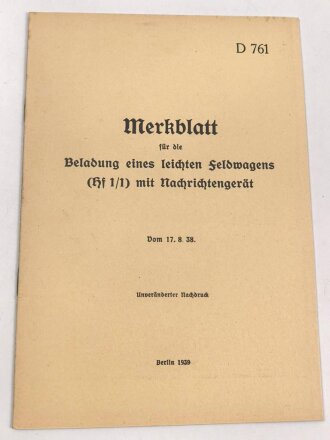 D 761
Merkblatt
für die
Beladung eines leichten Feldwagens
(Hf 1/1) mit Nachrichtengerät
Vom 17. 8. 38.
Unveränderter Nachdruck
Berlin 1939